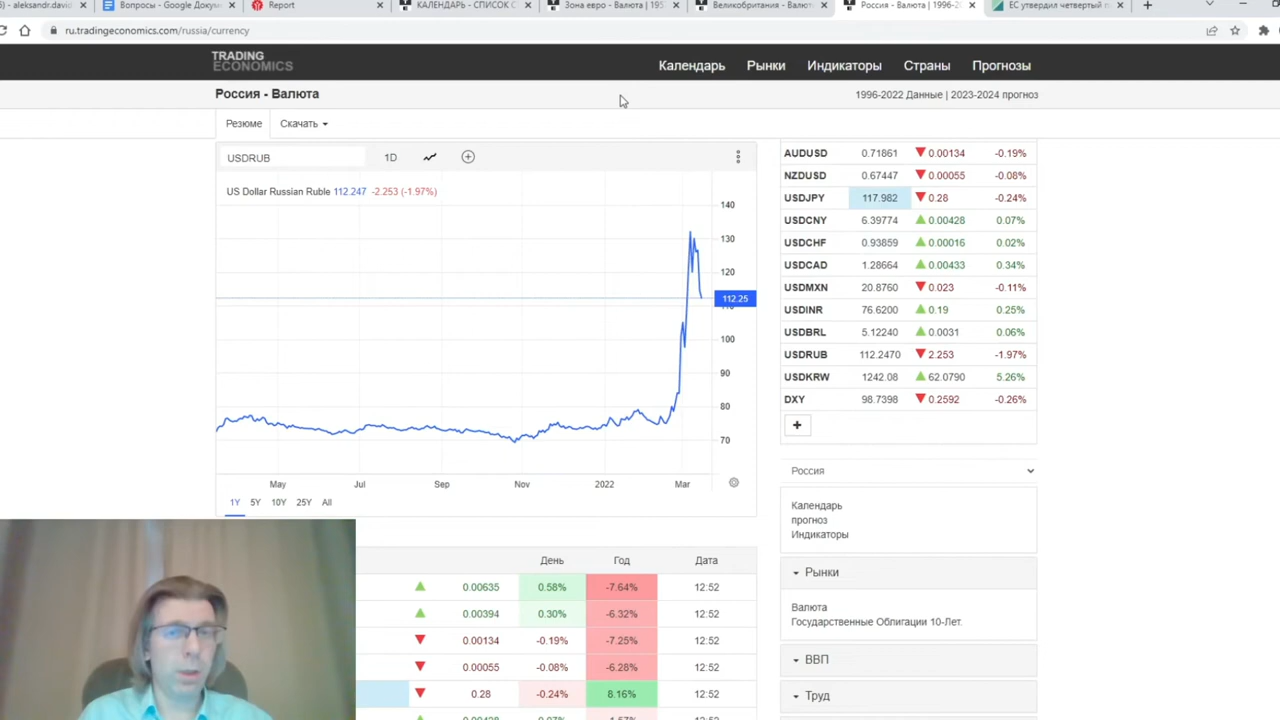 5) - aleksandr.david
Вопросы - Google Докум
Report
КАЛЕНДАРЬ - СПИСОК С
Зона евро - Валюта | 195
Великобритания - Валюта
Россия - Валюта | 1996-20
ЕС утвердил четвертый п
ru.tradingeconomics.com/russia/currency
TRADING
ECONOMICS
Календарь
Рынки
Индикаторы
Страны
Прогнозы
Россия - Валюта
1996-2022 Данные | 2023-2024 прогноз
Резюме
Скачать
USDRUB
1D
US Dollar Russian Ruble 112.247 -2.253 (-1.97%)
140
130
120
112.25
110
100
90
80
70
May
Jul
Sep
Nov
2022
Mar
1Y 5Y 10Y 25Y All
AUDUSD 0.71861 0.00134 -0.19%
NZDUSD 0.67447 0.00055 -0.08%
USDJPY 117.982 0.28 -0.24%
USDCNY 6.39774 0.00428 0.07%
USDCHF 0.93859 0.00016 0.02%
USDCAD 1.28664 0.00433 0.34%
USDMXN 20.8760 0.023 -0.11%
USDINR 76.6200 0.19 0.25%
USDBRL 5.12240 0.0031 0.06%
USDRUB 112.2470 2.253 -1.97%
USDKRW 1242.08 62.0790 5.26%
DXY 98.7398 0.2592 -0.26%
Россия
Календарь
прогноз
Индикаторы
Рынки
Валюта
Государственные Облигации 10-Лет.
ВВП
Труд
День Год Дата
0.00635 0.58% -7.64% 12:52
0.00394 0.30% -6.32% 12:52
0.00134 -0.19% -7.25% 12:52
0.00055 -0.08% -6.28% 12:52
0.28 -0.24% 8.16% 12:52